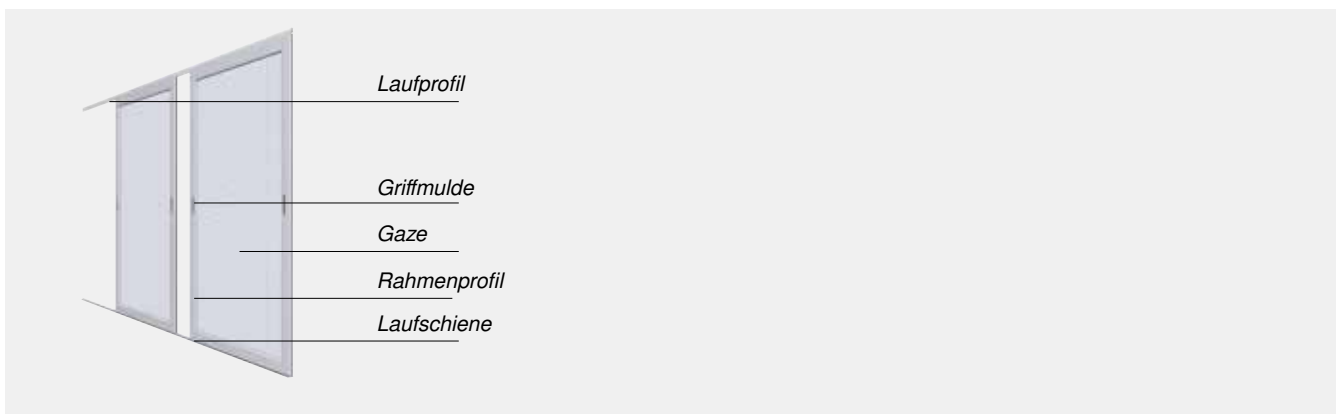 Laufprofil
Griffmulde
Gaze
Rahmenprofil
Laufschiene